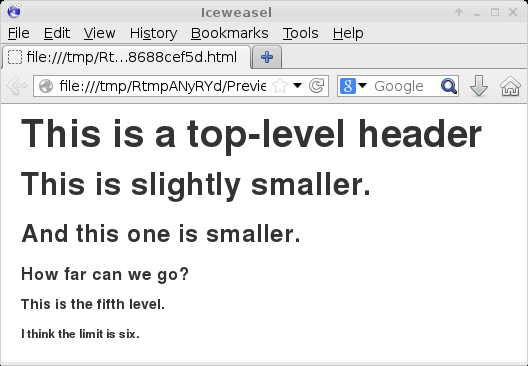 Iceweasel
File Edit View History Bookmarks Tools Help
file:///tmp/Rt...8688cef5d.html
file:///tmp/RtmpANyRYd/Previe
Google
This is a top-level header
This is slightly smaller.
And this one is smaller.
How far can we go?
This is the fifth level.
I think the limit is six.